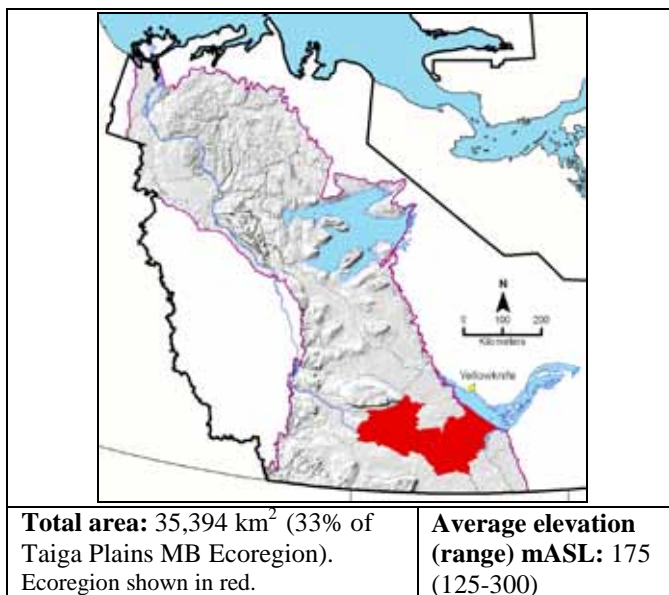 N
0 100 200
Kilometers
Yellowknife
Total area: 35,394 km² (33% of
Taiga Plains MB Ecoregion).
Ecoregion shown in red.
Average elevation
(range) mASL: 175
(125-300)